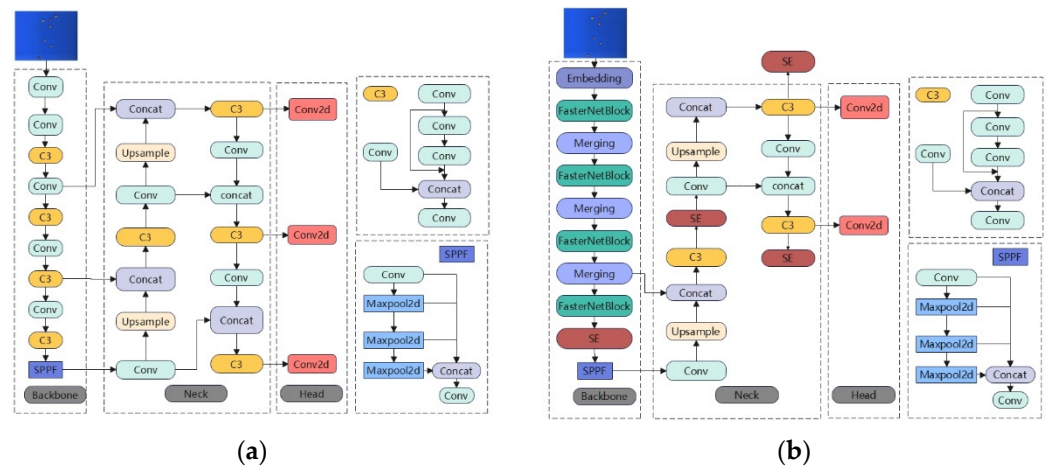 Conv
Conv
C3
Conv
C3
Conv
C3
Conv
C3
SPPF
Backbone
Concat
Upsample
Conv
C3
Concat
Upsample
Conv
C3
Conv
concat
C3
Conv
Concat
C3
Neck
Conv2d
Conv2d
Conv2d
Head
C3
Conv
Conv
Conv
Conv
Concat
Conv
SPPF
Conv
Maxpool2d
Maxpool2d
Maxpool2d
Concat
Conv
(a)
Embedding
FasterNetBlock
Merging
FasterNetBlock
Merging
FasterNetBlock
Merging
FasterNetBlock
SE
SPPF
Backbone
Concat
Upsample
Conv
SE
C3
Concat
Upsample
Conv
SE
C3
Conv
concat
C3
SE
Neck
Conv2d
Conv2d
Head
C3
Conv
Conv
Conv
Conv
Concat
Conv
SPPF
Conv
Maxpool2d
Maxpool2d
Maxpool2d
Concat
Conv
(b)